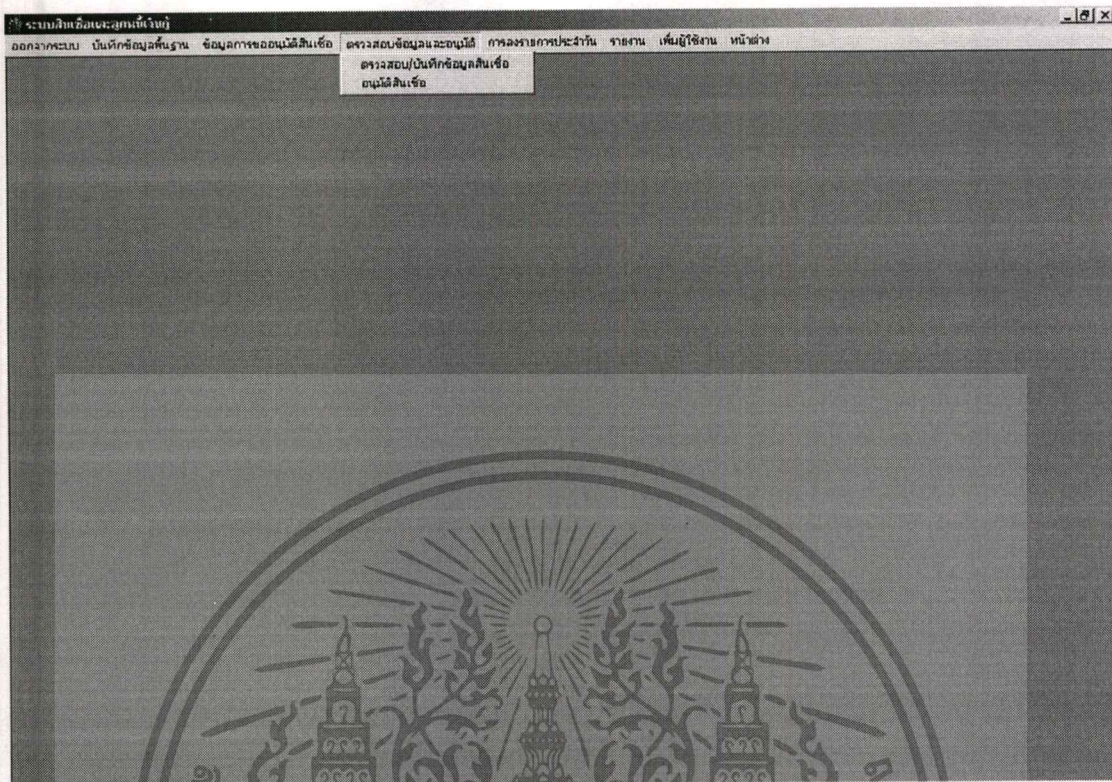 ระบบสินเชื่อและลูกหนี้เงินกู้
ออกจากระบบ บันทึกข้อมูลพื้นฐาน ข้อมูลการขออนุมัติสินเชื่อ ตรวจสอบข้อมูลและอนุมัติ การลงรายการประจำวัน รายงาน เพิ่มผู้ใช้งาน หน้าต่าง
ตรวจสอบ/บันทึกข้อมูลสินเชื่อ
อนุมัติสินเชื่อ